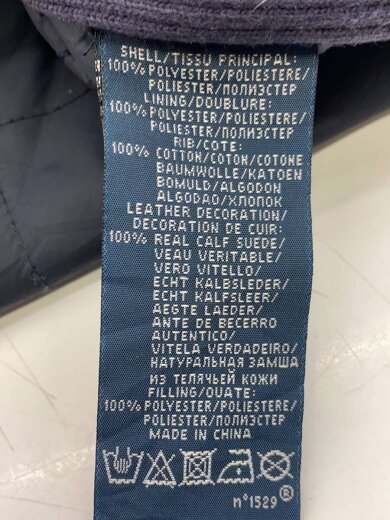 SHELL/TISSU PRINCIPAL:
100% POLYESTER/POLIESTERE/
POLIESTER/ПОЛИЭСТЕР
LINING/DOUBLURE:
100% POLYESTER/POLIESTERE/
POLIESTER/ПОЛИЭСТЕР
RIB/COTE:
100% COTTON/COTON/COTONE
BAUMWOLLE/KATOEN
BOMULD/ALGODON
ALGODAO/ХЛОПОК
LEATHER DECORATION/
DECORATION DE CUIR:
100% REAL CALF SUEDE/
VEAU VERITABLE/
VERO VITELLO/
ECHT KALBSLEDER/
ECHT KALFSLEER/
AEGTE LAEDER/
ANTE DE BECERRO
AUTENTICO/
VITELA VERDADEIRO/
НАТУРАЛЬНАЯ ЗАМША
ИЗ ТЕЛЯЧЬЕЙ КОЖИ
FILLING/OUATE:
100% POLYESTER/POLIESTERE/
POLIESTER/ПОЛИЭСТЕР
MADE IN CHINA
n°1529®